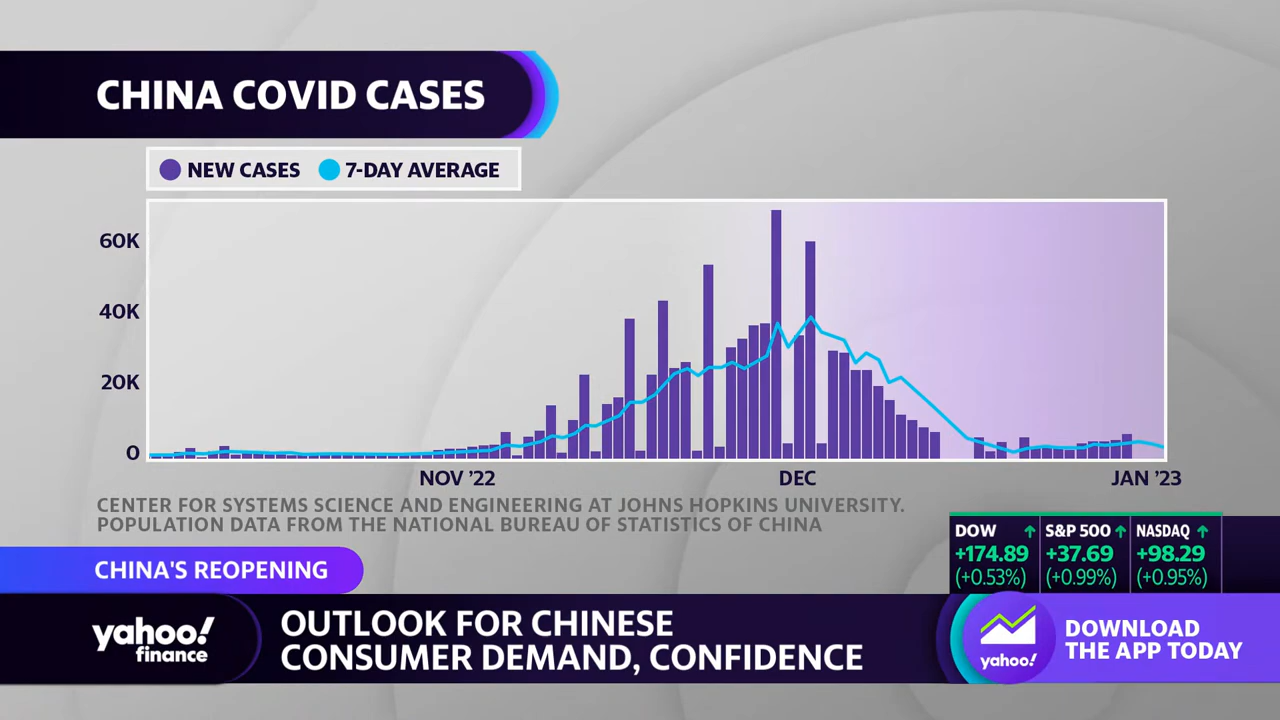 CHINA COVID CASES
NEW CASES 7-DAY AVERAGE
60K
40K
20K
0
NOV ’22 DEC JAN ’23
CENTER FOR SYSTEMS SCIENCE AND ENGINEERING AT JOHNS HOPKINS UNIVERSITY.
POPULATION DATA FROM THE NATIONAL BUREAU OF STATISTICS OF CHINA
DOW S&P 500 NASDAQ
+174.89 +37.69 +98.29
(+0.53%) (+0.99%) (+0.95%)
CHINA'S REOPENING
yahoo!
finance
OUTLOOK FOR CHINESE
CONSUMER DEMAND, CONFIDENCE
yahoo!
DOWNLOAD
THE APP TODAY